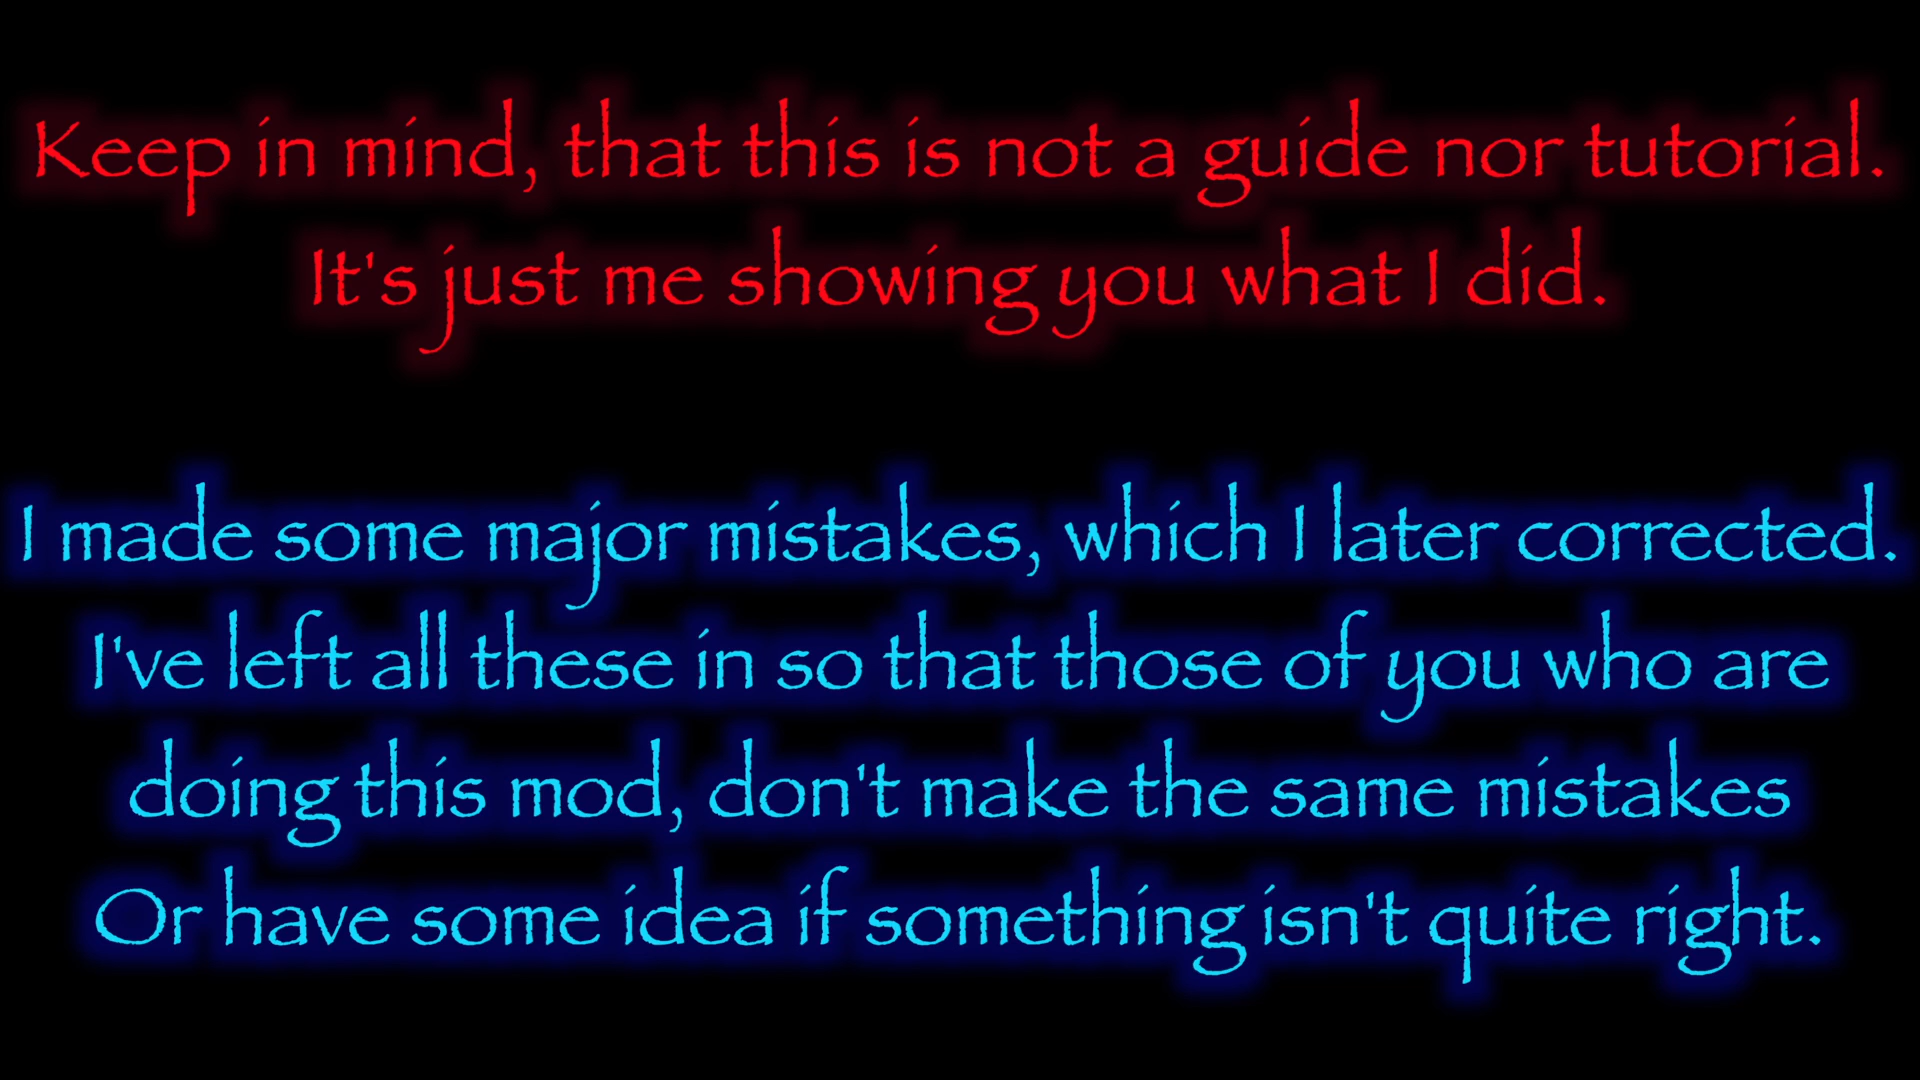 Keep in mind, that this is not a guide nor tutorial.
It's just me showing you what I did.
I made some major mistakes, which I later corrected.
I've left all these in so that those of you who are
doing this mod, don't make the same mistakes
Or have some idea if something isn't quite right.